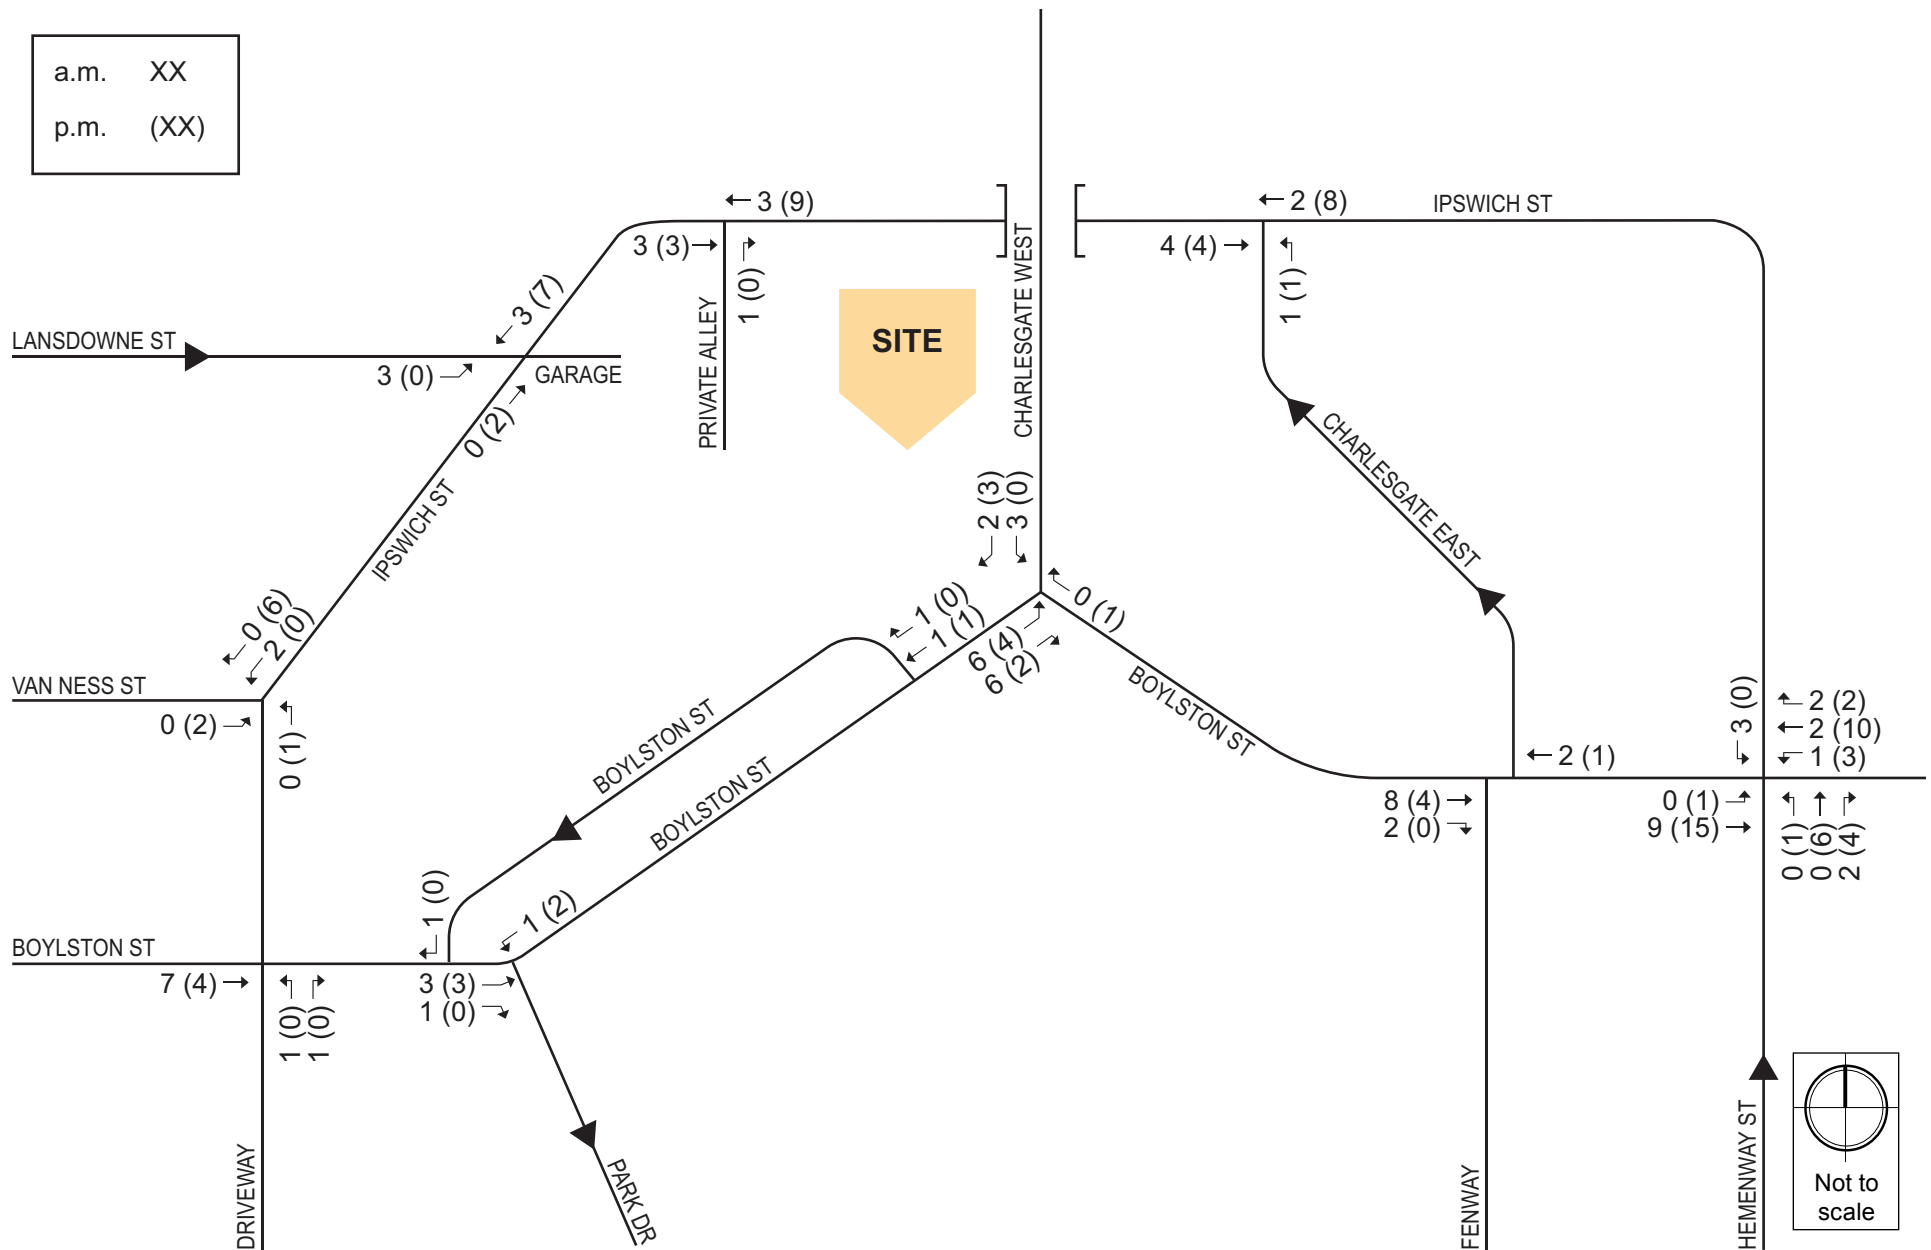 a.m. XX
p.m. (XX)
3 (9)
2 (8)
IPSWICH ST
3 (3)
4 (4)
1 (0)
1 (1)
CHARLESGATE WEST
PRIVATE ALLEY
SITE
3 (7)
LANSDOWNE ST
3 (0)
GARAGE
0 (2)
IPSWICH ST
CHARLESGATE EAST
2 (3)
3 (0)
0 (6)
2 (0)
1 (0)
1 (1)
0 (1)
6 (4)
6 (2)
VAN NESS ST
0 (2)
0 (1)
BOYLSTON ST
BOYLSTON ST
BOYLSTON ST
3 (0)
2 (2)
2 (10)
1 (3)
2 (1)
8 (4)
2 (0)
0 (1)
9 (15)
0 (1)
0 (6)
2 (4)
1 (0)
1 (2)
BOYLSTON ST
7 (4)
3 (3)
1 (0)
1 (0)
1 (0)
DRIVEWAY
PARK DR
FENWAY
HEMENWAY ST
Not to
scale